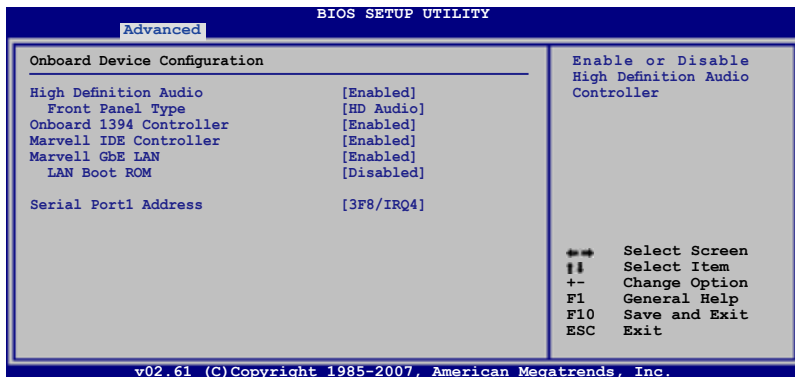 BIOS SETUP UTILITY
Advanced
Onboard Device Configuration
High Definition Audio [Enabled]
Front Panel Type [HD Audio]
Onboard 1394 Controller [Enabled]
Marvell IDE Controller [Enabled]
Marvell GbE LAN [Enabled]
LAN Boot ROM [Disabled]
Serial Port1 Address [3F8/IRQ4]
Enable or Disable
High Definition Audio
Controller
←→ Select Screen
↑↓ Select Item
+- Change Option
F1 General Help
F10 Save and Exit
ESC Exit
v02.61 (C)Copyright 1985-2007, American Megatrends, Inc.